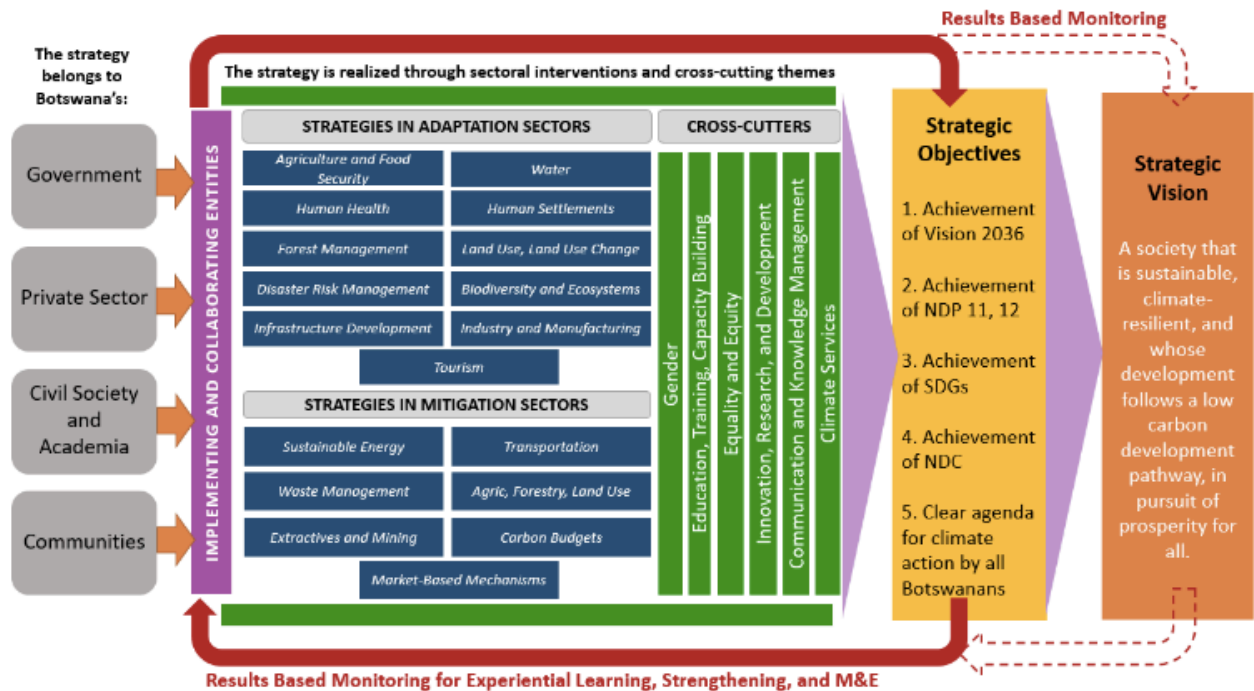 Results Based Monitoring
The strategy
belongs to
Botswana's:
The strategy is realized through sectoral interventions and cross-cutting themes
Government
Private Sector
Civil Society
and
Academia
Communities
IMPLEMENTING AND COLLABORATING ENTITIES
STRATEGIES IN ADAPTATION SECTORS
Agriculture and Food
Security
Water
Human Health
Human Settlements
Forest Management
Land Use, Land Use Change
Disaster Risk Management
Biodiversity and Ecosystems
Infrastructure Development
Industry and Manufacturing
Tourism
STRATEGIES IN MITIGATION SECTORS
Sustainable Energy
Transportation
Waste Management
Agric, Forestry, Land Use
Extractives and Mining
Carbon Budgets
Market-Based Mechanisms
CROSS-CUTTERS
Gender
Education, Training, Capacity Building
Equality and Equity
Innovation, Research, and Development
Communication and Knowledge Management
Climate Services
Strategic
Objectives
1. Achievement
of Vision 2036
2. Achievement
of NDP 11, 12
3. Achievement
of SDGs
4. Achievement
of NDC
5. Clear agenda
for climate
action by all
Botswanans
Strategic
Vision
A society that
is sustainable,
climate-
resilient, and
whose
development
follows a low
carbon
development
pathway, in
pursuit of
prosperity for
all.
Results Based Monitoring for Experiential Learning, Strengthening, and M&E